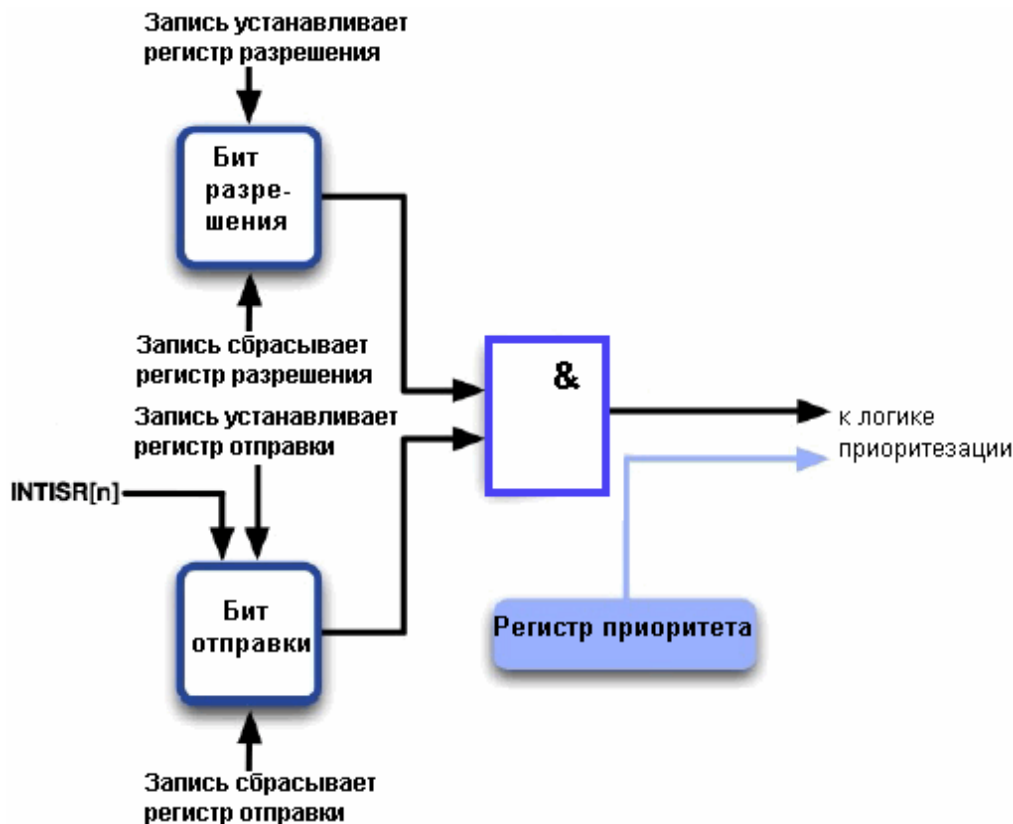 Запись устанавливает
регистр разрешения
Бит
разре-
шения
Запись сбрасывает
регистр разрешения
Запись устанавливает
регистр отправки
&
к логике
приоритезации
INTISR[n]
Бит
отправки
Регистр приоритета
Запись сбрасывает
регистр отправки